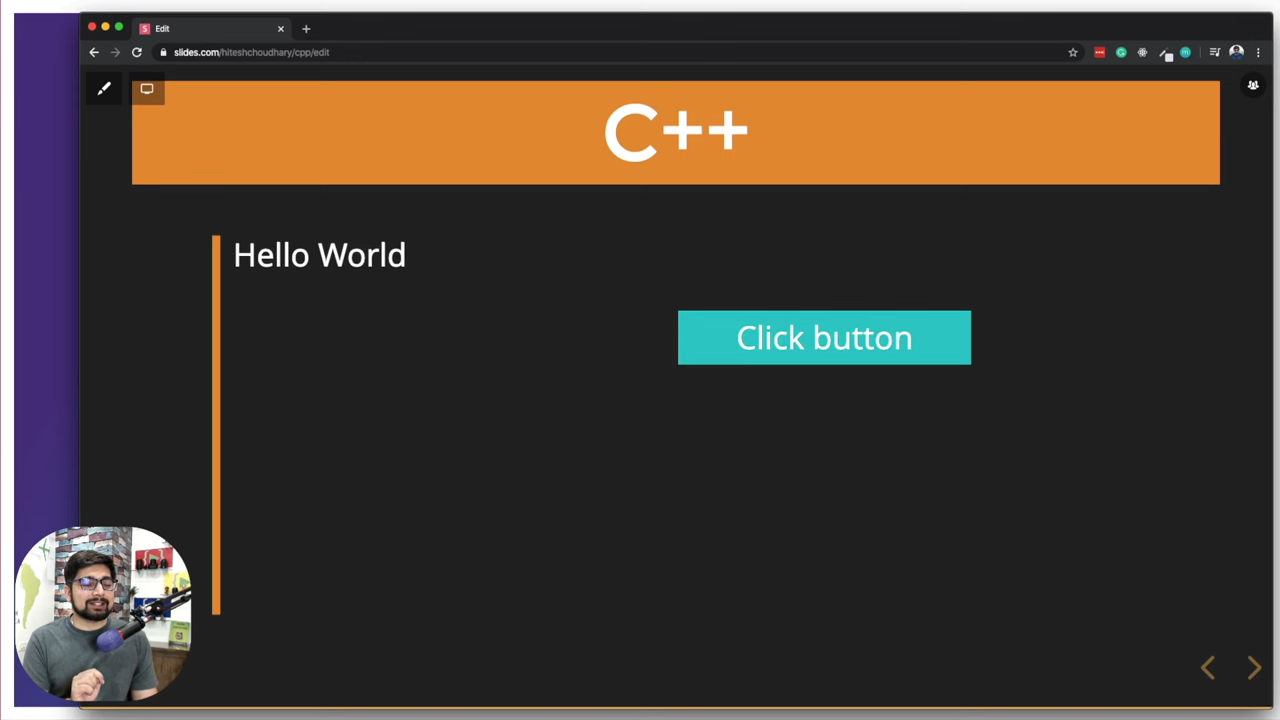 Edit
slides.com/hiteshchoudhary/cpp/edit
C++
Hello World
Click button